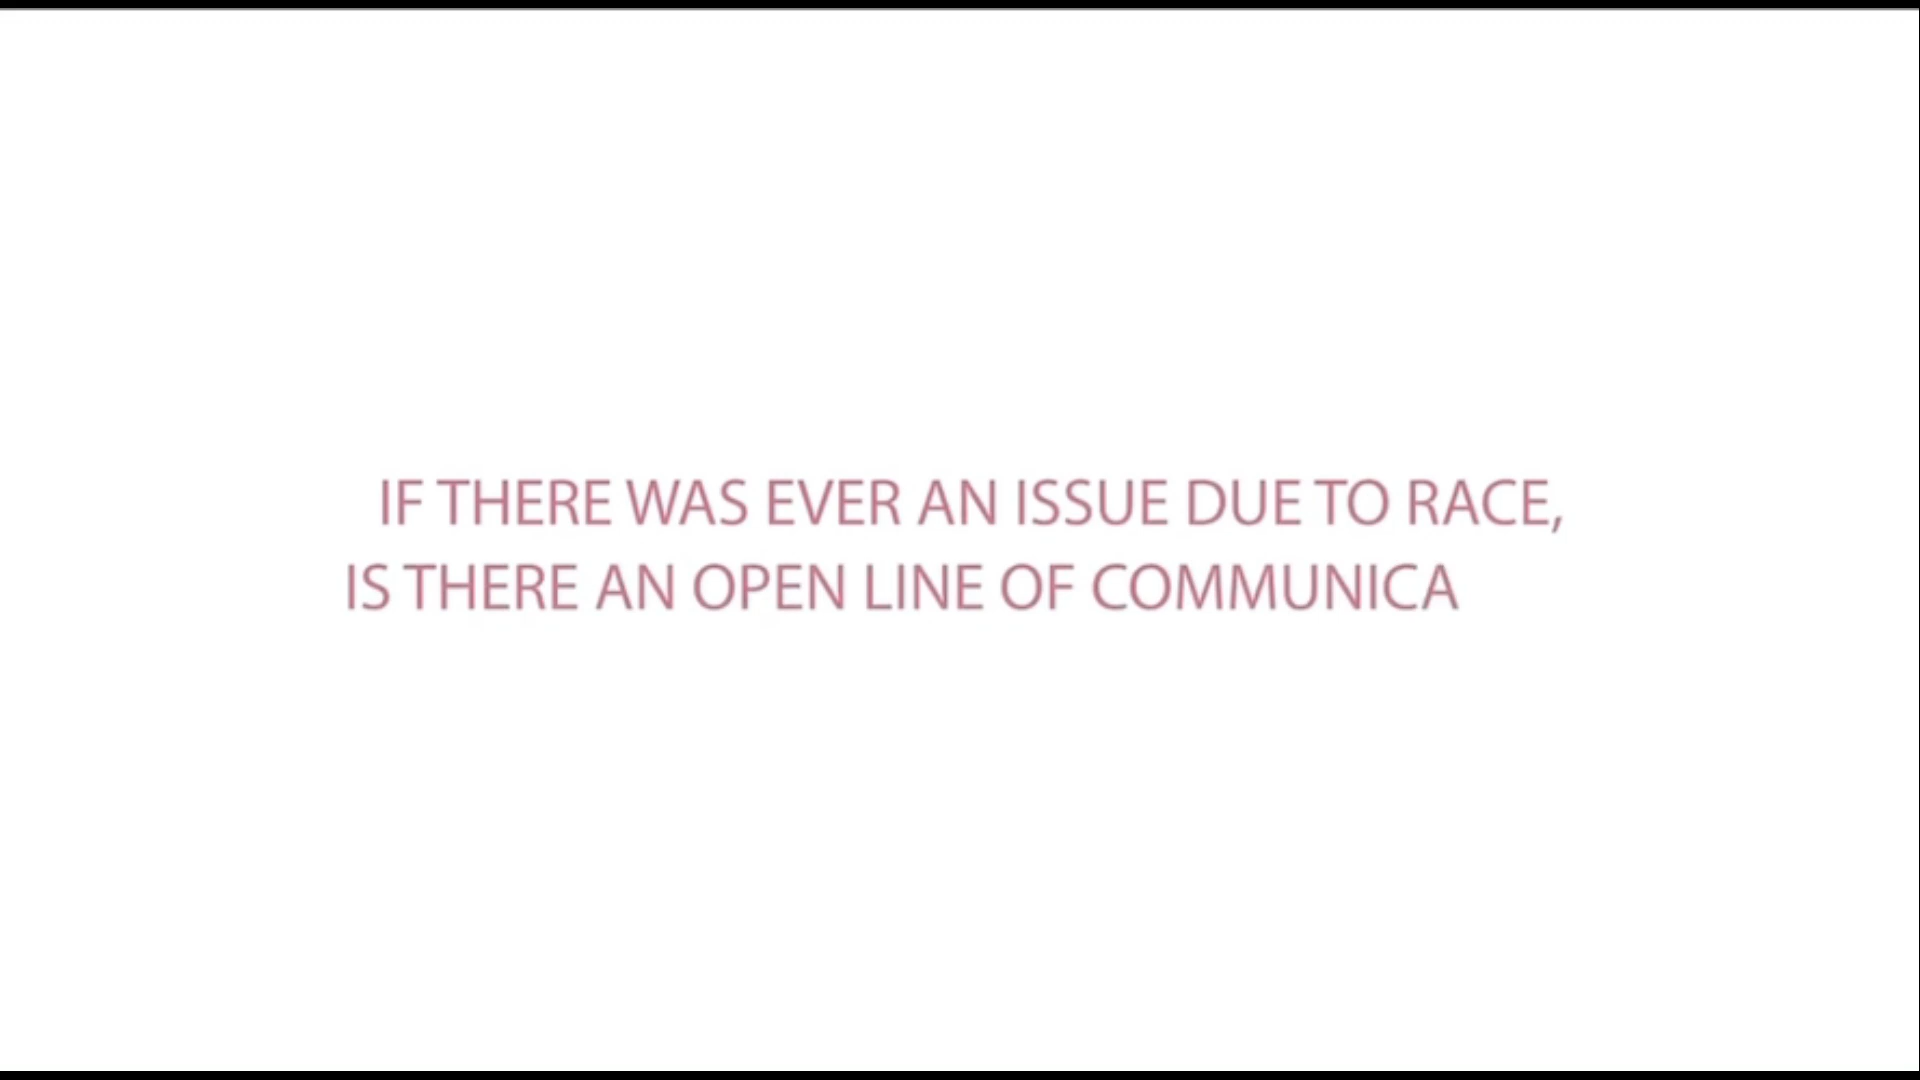 IF THERE WAS EVER AN ISSUE DUE TO RACE,
IS THERE AN OPEN LINE OF COMMUNICA